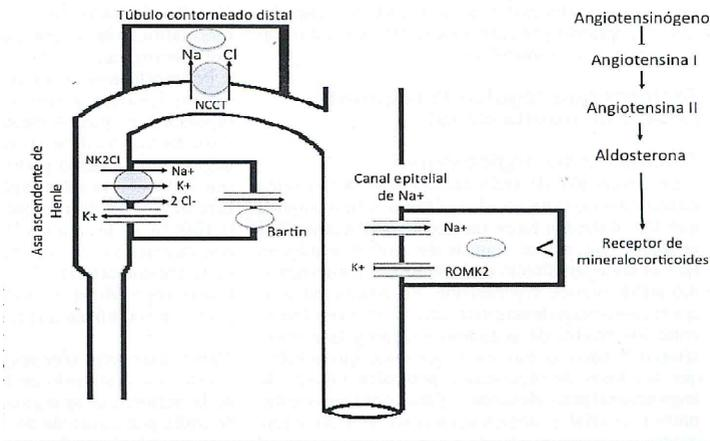 Túbulo contorneado distal
Na Cl
NCCT
NK2Cl
Na+
K+
2 Cl-
K+
Bartin
Asa ascendente de
Henle
Canal epitelial
de Na+
Na+
K+
ROMK2
Angiotensinógeno
Angiotensina I
Angiotensina II
Aldosterona
Receptor de
mineralocorticoides